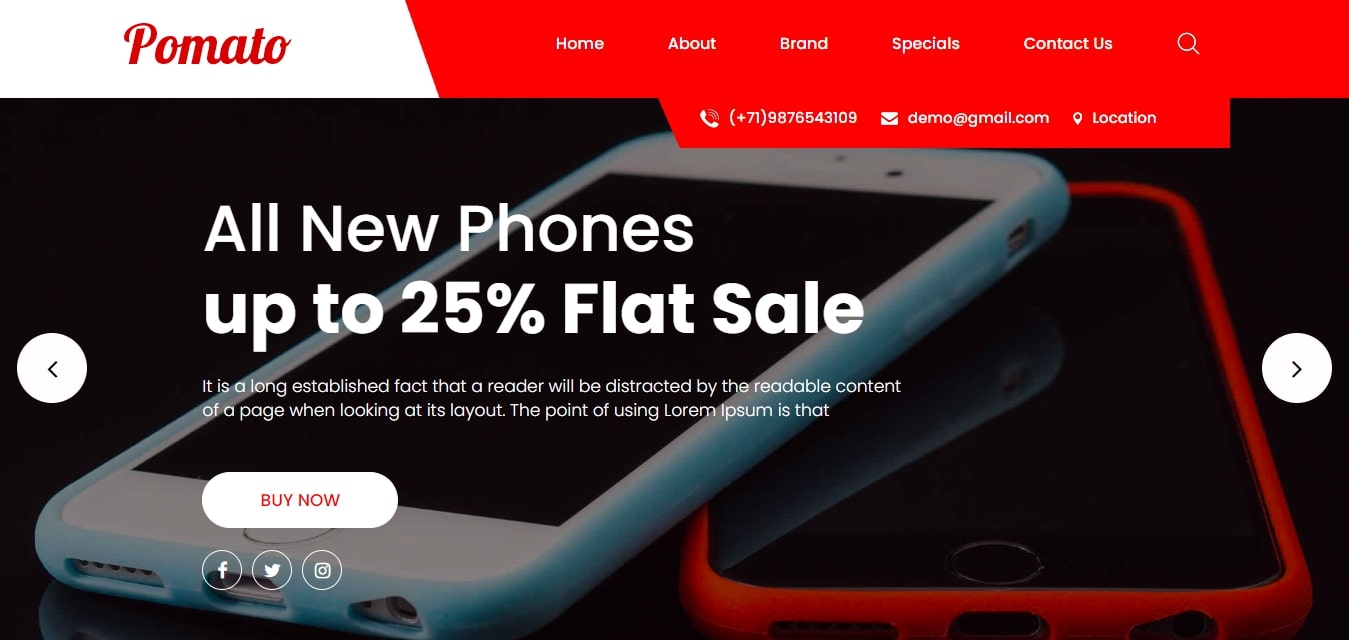 Pomato
Home About Brand Specials Contact Us
(+71)9876543109 demo@gmail.com Location
All New Phones
up to 25% Flat Sale
It is a long established fact that a reader will be distracted by the readable content
of a page when looking at its layout. The point of using Lorem Ipsum is that
BUY NOW